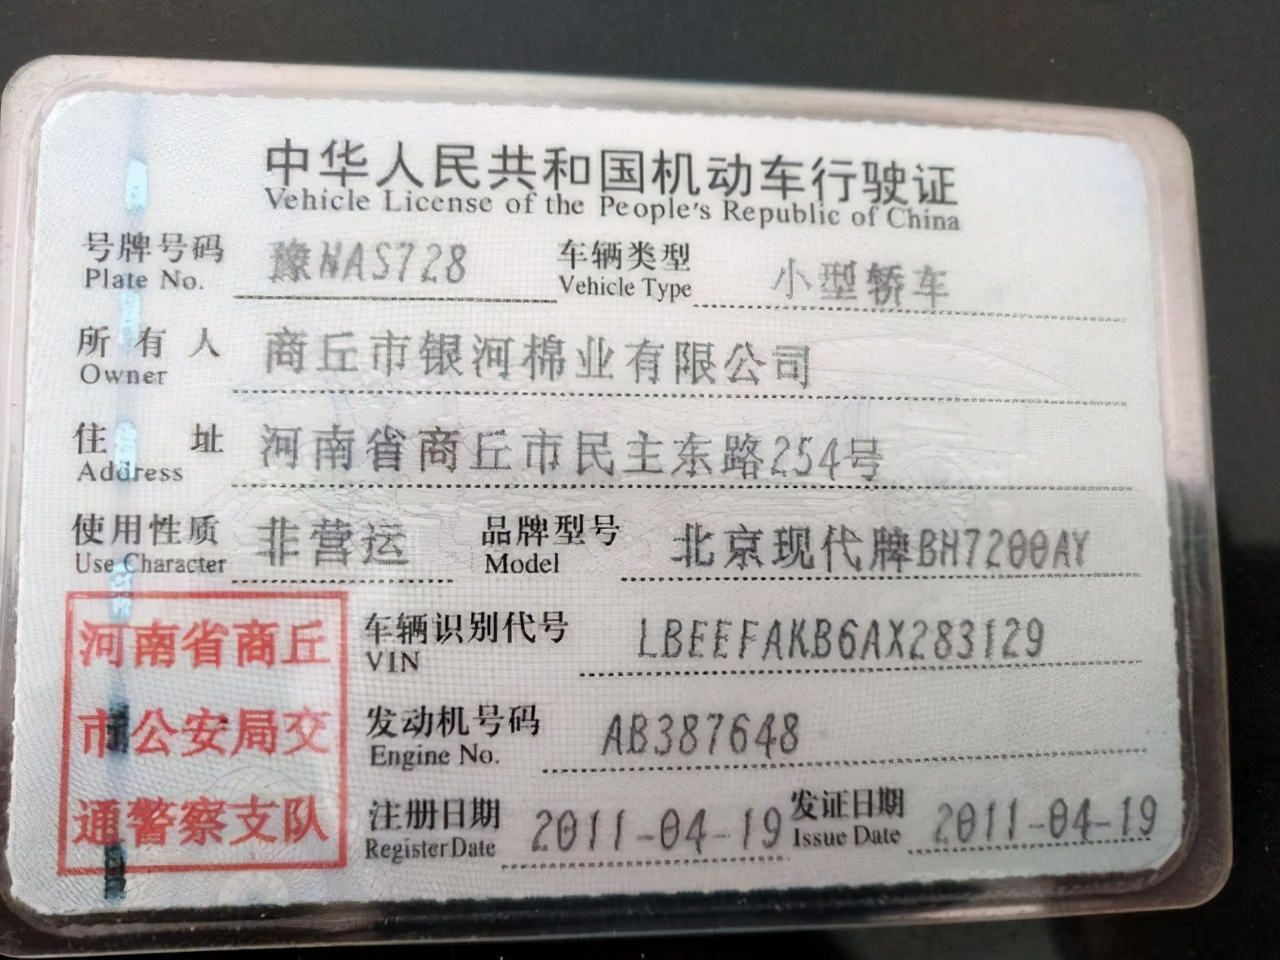 中华人民共和国机动车行驶证
Vehicle License of the People's Republic of China
号牌号码 豫NAS728 车辆类型 小型轿车
Plate No. Vehicle Type
所有人 商丘市银河棉业有限公司
Owner
住址 河南省商丘市民主东路254号
Address
使用性质 非营运 品牌型号 北京现代牌BH7200AY
Use Character Model
车辆识别代号 LBEEFAKB6AX283129
VIN
发动机号码 AB387648
Engine No.
注册日期 2011-04-19 发证日期 2011-04-19
Register Date Issue Date
河南省商丘
市公安局交
通警察支队